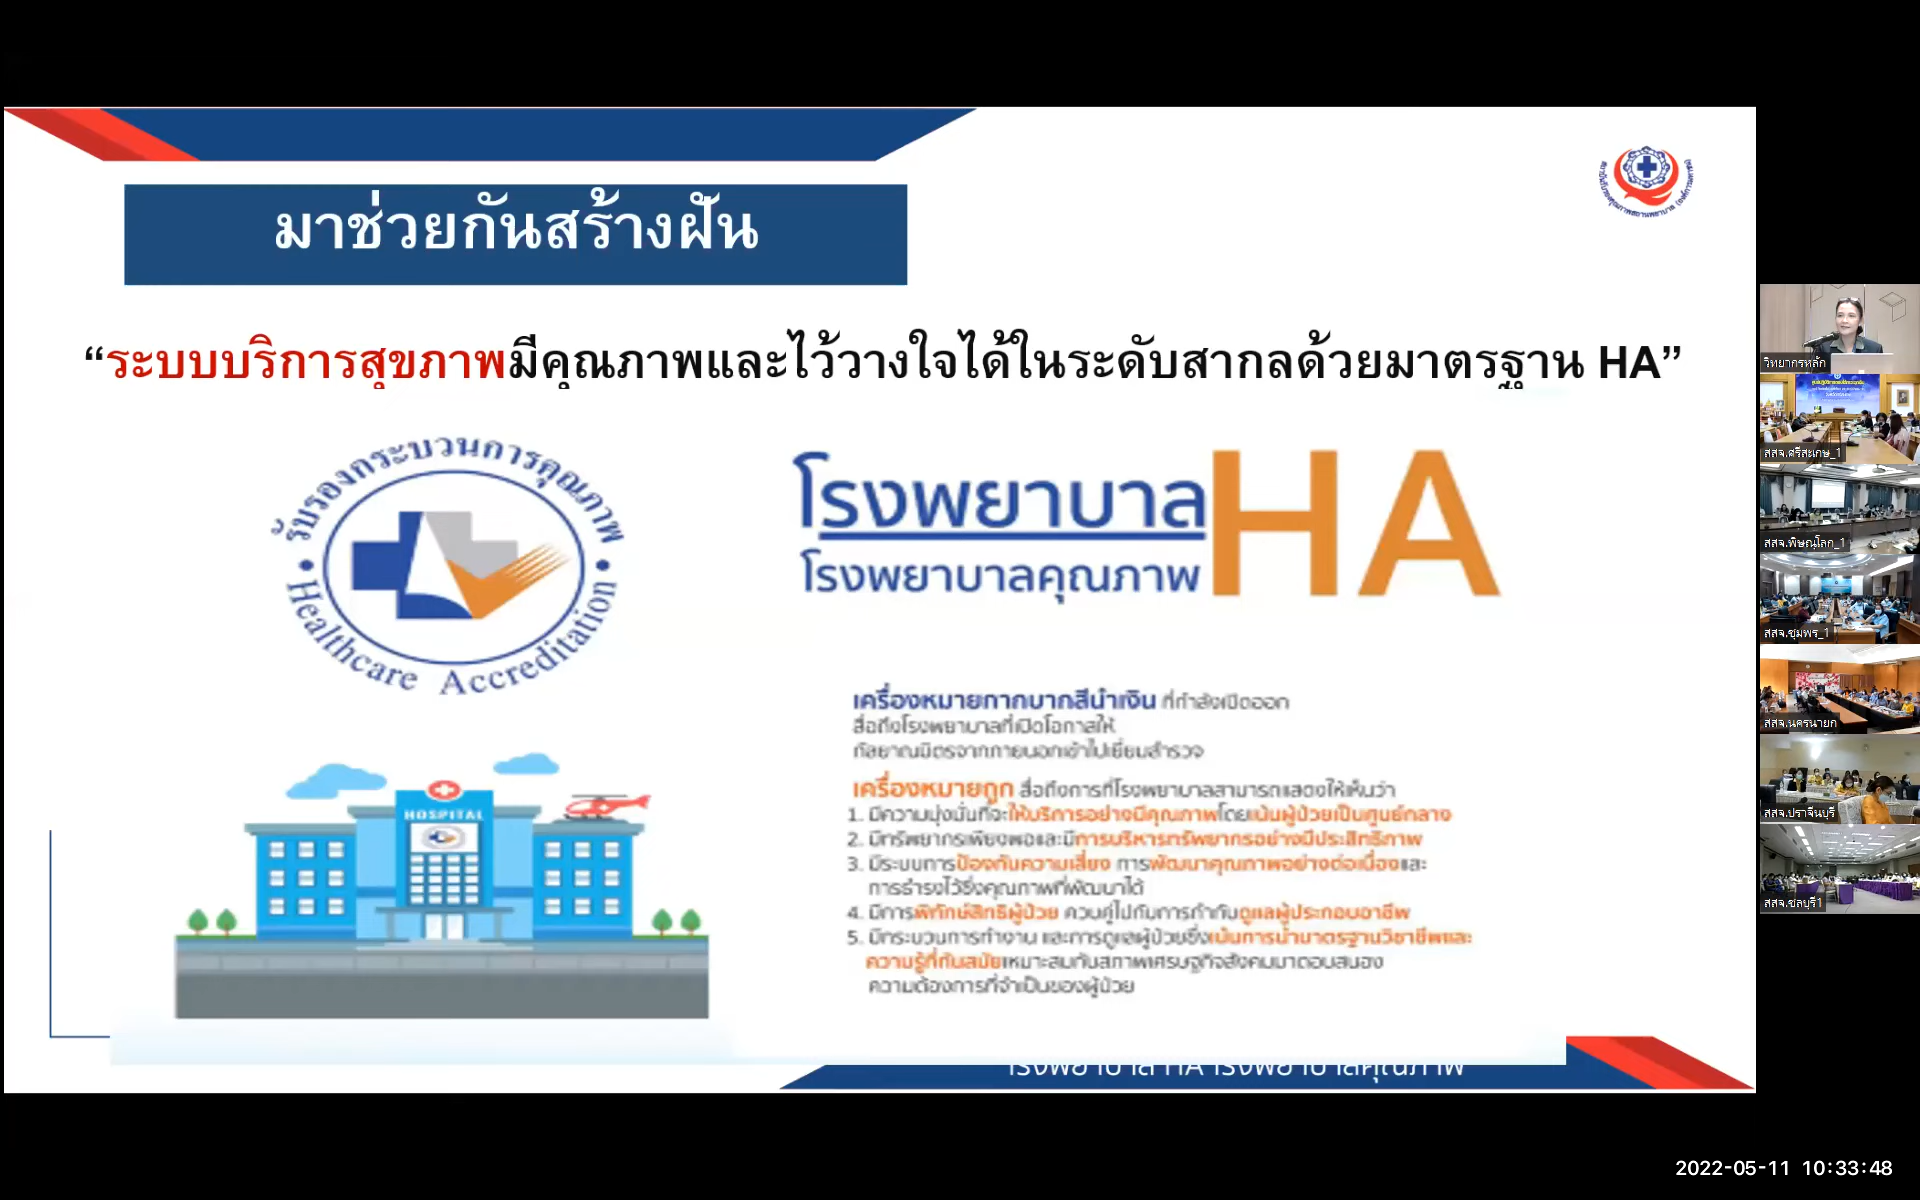 มาช่วยกันสร้างฝัน
“ระบบบริการสุขภาพมีคุณภาพและไว้วางใจได้ในระดับสากลด้วยมาตรฐาน HA”
รับรองกระบวนการคุณภาพ
Healthcare Accreditation
โรงพยาบาล HA
โรงพยาบาลคุณภาพ
เครื่องหมายกากบาทสีน้ำเงิน ที่กำลังเปิดออก
สื่อถึงโรงพยาบาลที่เปิดโอกาสให้
กัลยาณมิตรจากภายนอกเข้าไปเยี่ยมสำรวจ
เครื่องหมายถูก สื่อถึงการที่โรงพยาบาลสามารถแสดงให้เห็นว่า
1. มีความมุ่งมั่นที่จะให้บริการอย่างมีคุณภาพโดยเน้นผู้ป่วยเป็นศูนย์กลาง
2. มีทรัพยากรเพียงพอและมีการบริหารทรัพยากรอย่างมีประสิทธิภาพ
3. มีระบบการป้องกันความเสี่ยง การพัฒนาคุณภาพอย่างต่อเนื่องและ
การธำรงไว้ซึ่งคุณภาพที่พัฒนาได้
4. มีการพิทักษ์สิทธิผู้ป่วย ควบคู่ไปกับการกำกับดูแลผู้ประกอบอาชีพ
5. มีกระบวนการทำงาน และการดูแลผู้ป่วยซึ่งเน้นการนำมาตรฐานวิชาชีพและ
ความรู้ที่ทันสมัยเหมาะสมกับสภาพเศรษฐกิจสังคมมาตอบสนอง
ความต้องการที่จำเป็นของผู้ป่วย
HOSPITAL
โรงพยาบาล HA โรงพยาบาลคุณภาพ
วิทยากรหลัก
สสจ.ศรีสะเกษ_1
สสจ.พิษณุโลก_1
สสจ.ชุมพร_1
สสจ.นครนายก
สสจ.ปราจีนบุรี
สสจ.ชลบุรี1
2022-05-11 10:33:48